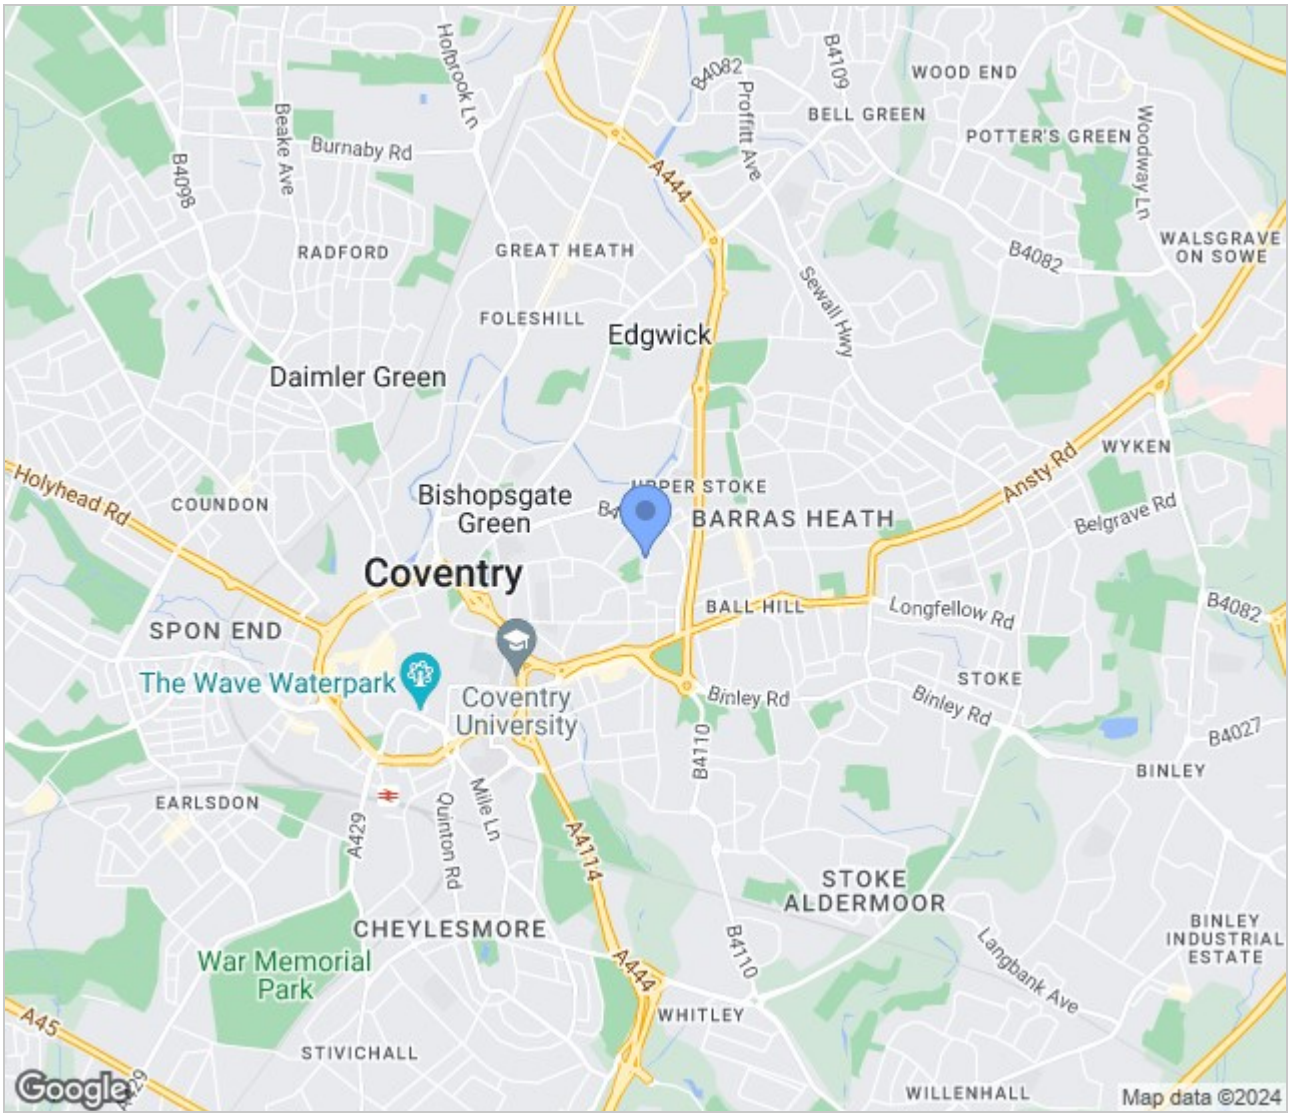 Holbrook Ln
B4082
B4109
WOOD END
Beake Ave
Proffitt Ave
BELL GREEN
Burnaby Rd
POTTER'S GREEN
Woodway Ln
B4098
A444
RADFORD
GREAT HEATH
B4082
WALSGRAVE
ON SOWE
Sewall Hwy
FOLESHILL
Edgwick
Daimler Green
WYKEN
Holyhead Rd
COUNDON
Bishopsgate
Green
UPPER STOKE
BARRAS HEATH
Ansty Rd
Belgrave Rd
Coventry
BALL HILL
Longfellow Rd
B4082
SPON END
The Wave Waterpark
Coventry
University
Binley Rd
Binley Rd
STOKE
B4027
B4110
BINLEY
EARLSDON
A429
Quinton Rd
Mile Ln
A4114
STOKE
ALDERMOOR
CHEYLESMORE
BINLEY
INDUSTRIAL
ESTATE
War Memorial
Park
A444
B4110
Langbank Ave
A45
WHITLEY
STIVICHALL
WILLENHALL
Google
A429
Map data ©2024